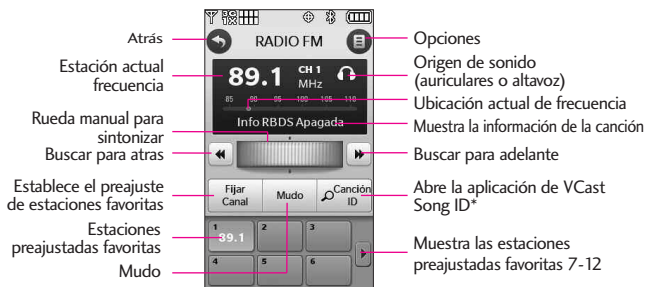 Atrás
RADIO FM
Opciones
Estación actual
frecuencia
89.1 CH 1
MHz
Origen de sonido
(auriculares o altavoz)
85 90 95 100 105 110
Ubicación actual de frecuencia
Info RBDS Apagada
Muestra la información de la canción
Rueda manual para
sintonizar
Buscar para atras
Buscar para adelante
Establece el preajuste
de estaciones favoritas
Fijar
Canal
Mudo
Canción
ID
Abre la aplicación de VCast
Song ID*
Estaciones
preajustadas favoritas
1 2 3
89.1
4 5 6
Muestra las estaciones
preajustadas favoritas 7-12
Mudo